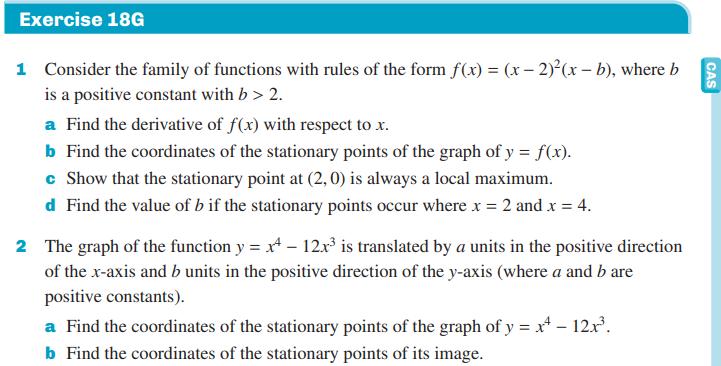 Exercise 18G
1 Consider the family of functions with rules of the form f(x) = (x − 2)²(x − b), where b
is a positive constant with b > 2.
a Find the derivative of f(x) with respect to x.
b Find the coordinates of the stationary points of the graph of y = f(x).
c Show that the stationary point at (2, 0) is always a local maximum.
d Find the value of b if the stationary points occur where x = 2 and x = 4.
2 The graph of the function y = x⁴ − 12x³ is translated by a units in the positive direction
of the x-axis and b units in the positive direction of the y-axis (where a and b are
positive constants).
a Find the coordinates of the stationary points of the graph of y = x⁴ − 12x³.
b Find the coordinates of the stationary points of its image.
CAS